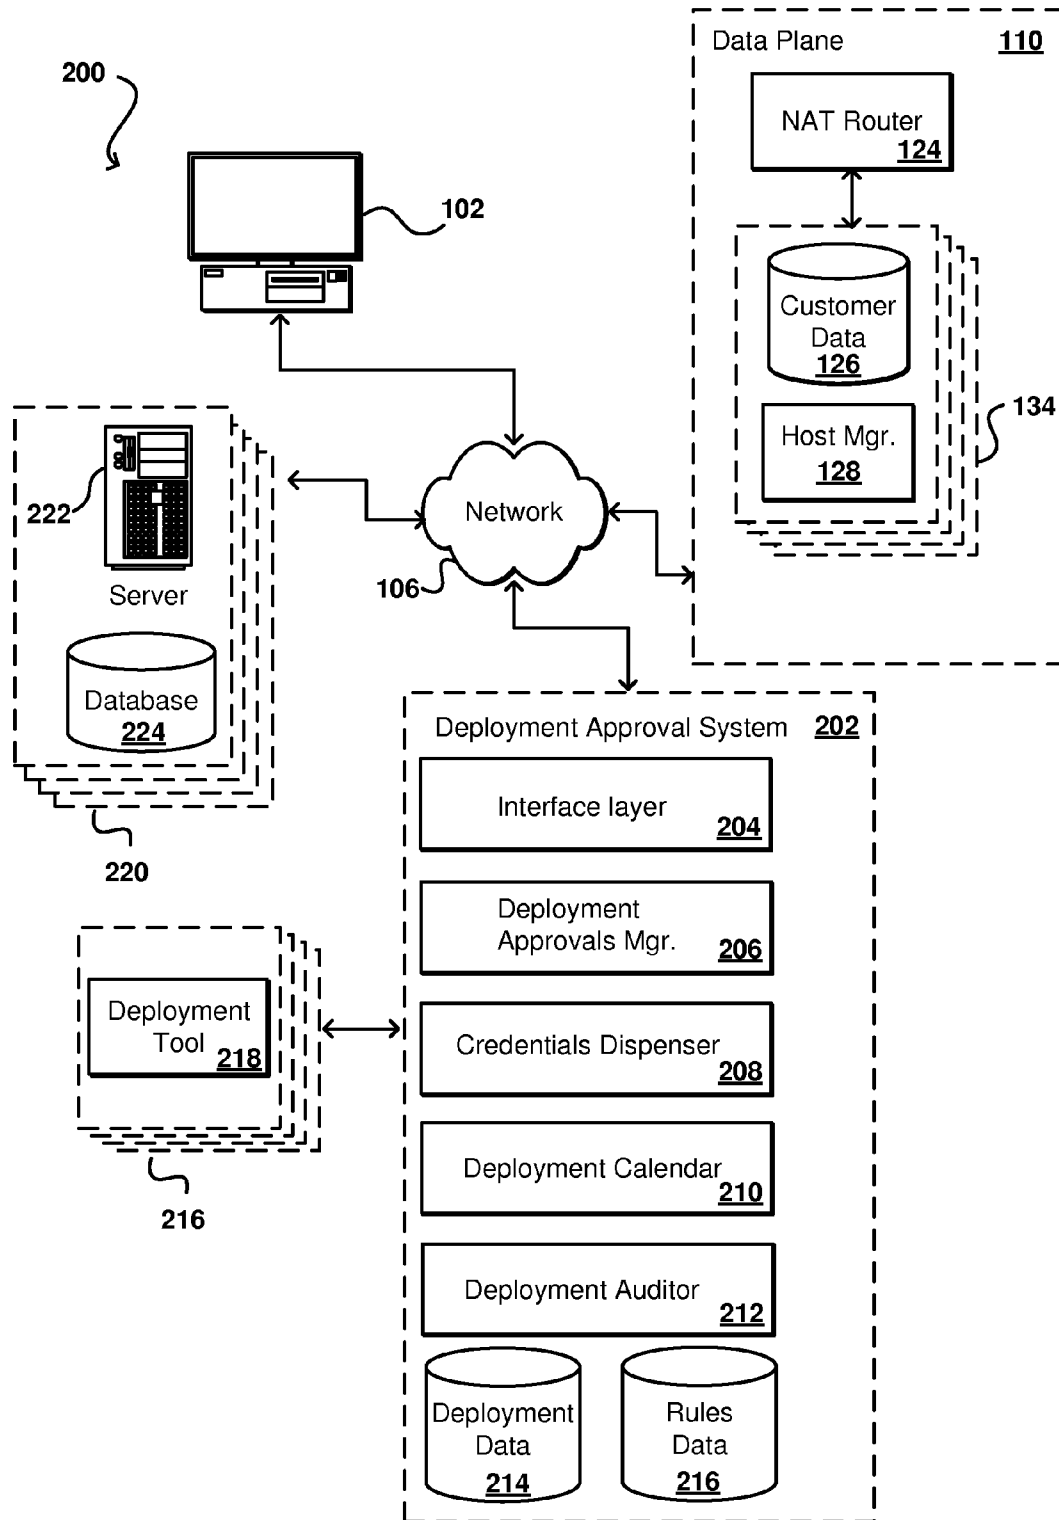 200
102
Data Plane 110
NAT Router
124
Customer
Data
126
Host Mgr.
128
134
222
Server
Database
224
220
Network
106
Deployment Approval System 202
Interface layer
204
Deployment
Approvals Mgr.
206
Credentials Dispenser
208
Deployment Calendar
210
Deployment Auditor
212
Deployment
Data
214
Rules
Data
216
Deployment
Tool
218
216